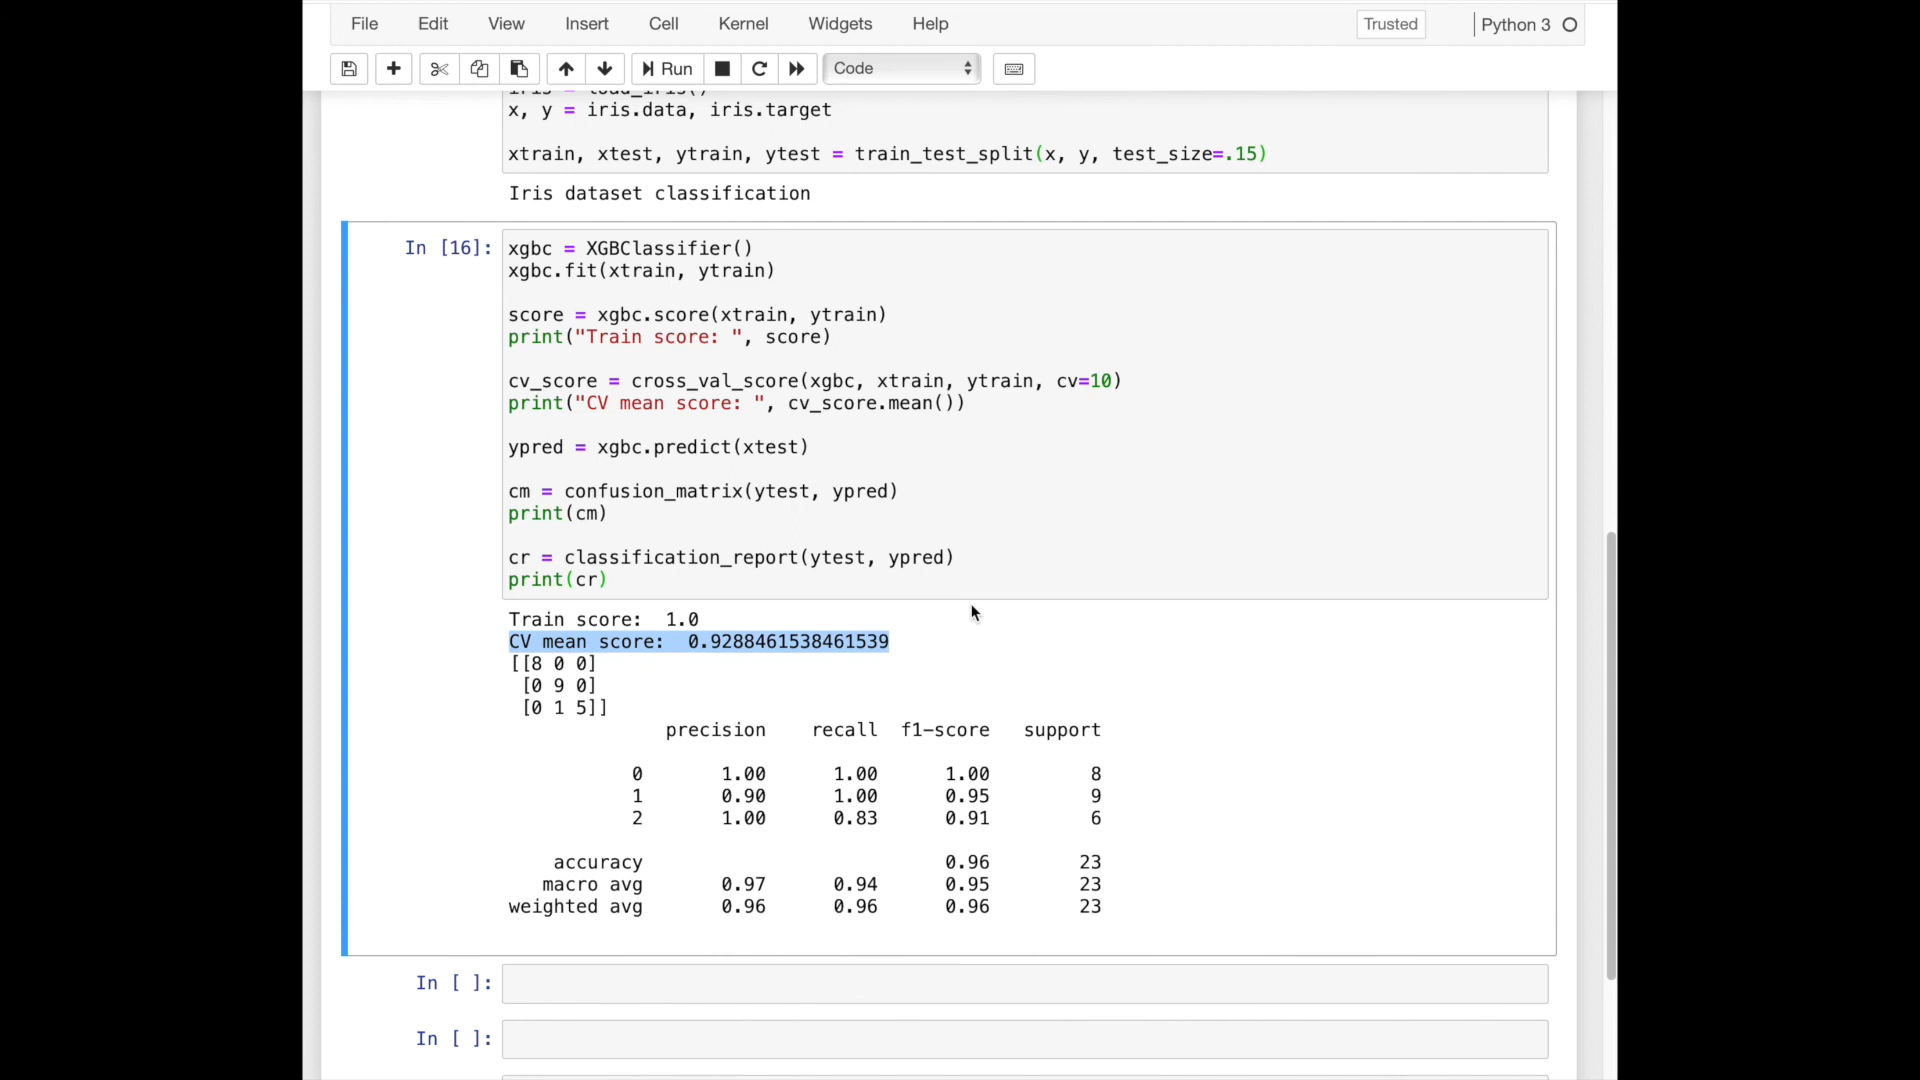 File Edit View Insert Cell Kernel Widgets Help Trusted Python 3
Run Code
iris = load_iris()
x, y = iris.data, iris.target
xtrain, xtest, ytrain, ytest = train_test_split(x, y, test_size=.15)
Iris dataset classification
In [16]:
xgbc = XGBClassifier()
xgbc.fit(xtrain, ytrain)
score = xgbc.score(xtrain, ytrain)
print("Train score: ", score)
cv_score = cross_val_score(xgbc, xtrain, ytrain, cv=10)
print("CV mean score: ", cv_score.mean())
ypred = xgbc.predict(xtest)
cm = confusion_matrix(ytest, ypred)
print(cm)
cr = classification_report(ytest, ypred)
print(cr)
Train score:  1.0
CV mean score:  0.9288461538461539
[[8 0 0]
[0 9 0]
[0 1 5]]
precision recall f1-score support
0 1.00 1.00 1.00 8
1 0.90 1.00 0.95 9
2 1.00 0.83 0.91 6
accuracy 0.96 23
macro avg 0.97 0.94 0.95 23
weighted avg 0.96 0.96 0.96 23
In [ ]:
In [ ]: